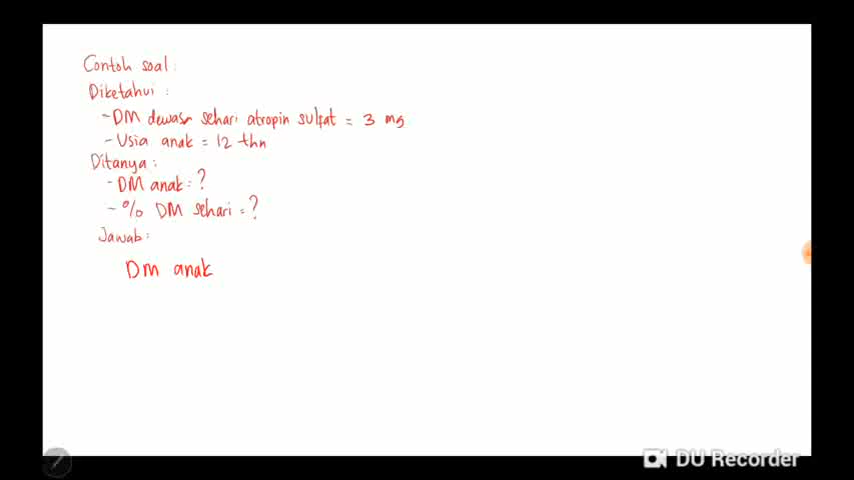 Contoh soal :
Diketahui :
- DM dewasa sehari atropin sulfat = 3 mg
- Usia anak = 12 thn
Ditanya :
- DM anak = ?
- % DM sehari = ?
Jawab :
DM anak
DU Recorder